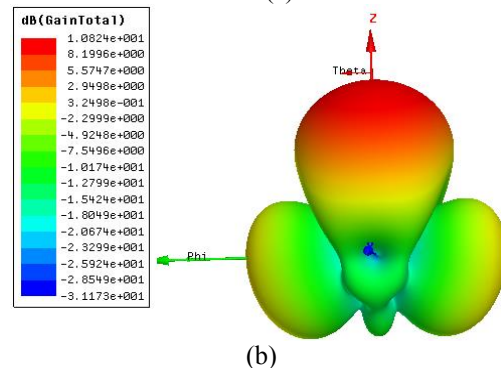 dB(GainTotal)
1.0824e+001
8.1996e+000
5.5747e+000
2.9498e+000
3.2498e-001
-2.2999e+000
-4.9248e+000
-7.5496e+000
-1.0174e+001
-1.2799e+001
-1.5424e+001
-1.8049e+001
-2.0674e+001
-2.3299e+001
-2.5924e+001
-2.8549e+001
-3.1173e+001
Z
Theta
Phi
(b)